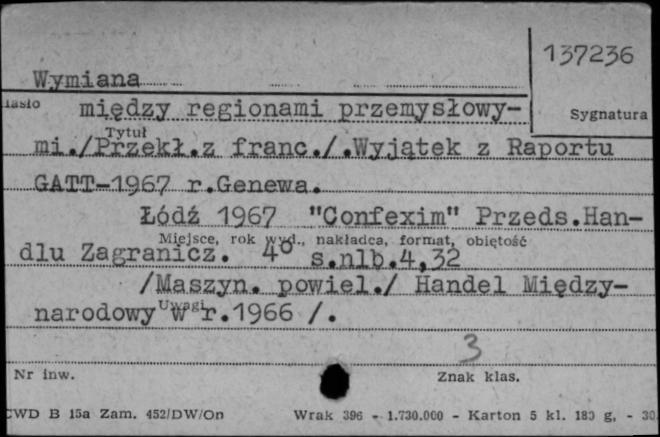 137236
Wymiana
Hasło między regionami przemysłowy- Sygnatura
Tytuł
mi./Przekł.z franc./.Wyjątek z Raportu
GATT-1967 r.Genewa.
Łódź 1967 "Confexim" Przeds.Han-
Miejsce, rok wyd., nakładca, format, objętość
dlu Zagranicz. 4° s.nlb.4,32
/Maszyn. powiel./ Handel Między-
Uwagi
narodowy w r.1966 /.
3
Nr inw. Znak klas.
CWD B 15a Zam. 452/DW/On Wrak 396 - 1.730.000 - Karton 5 kl. 180 g, - 30.